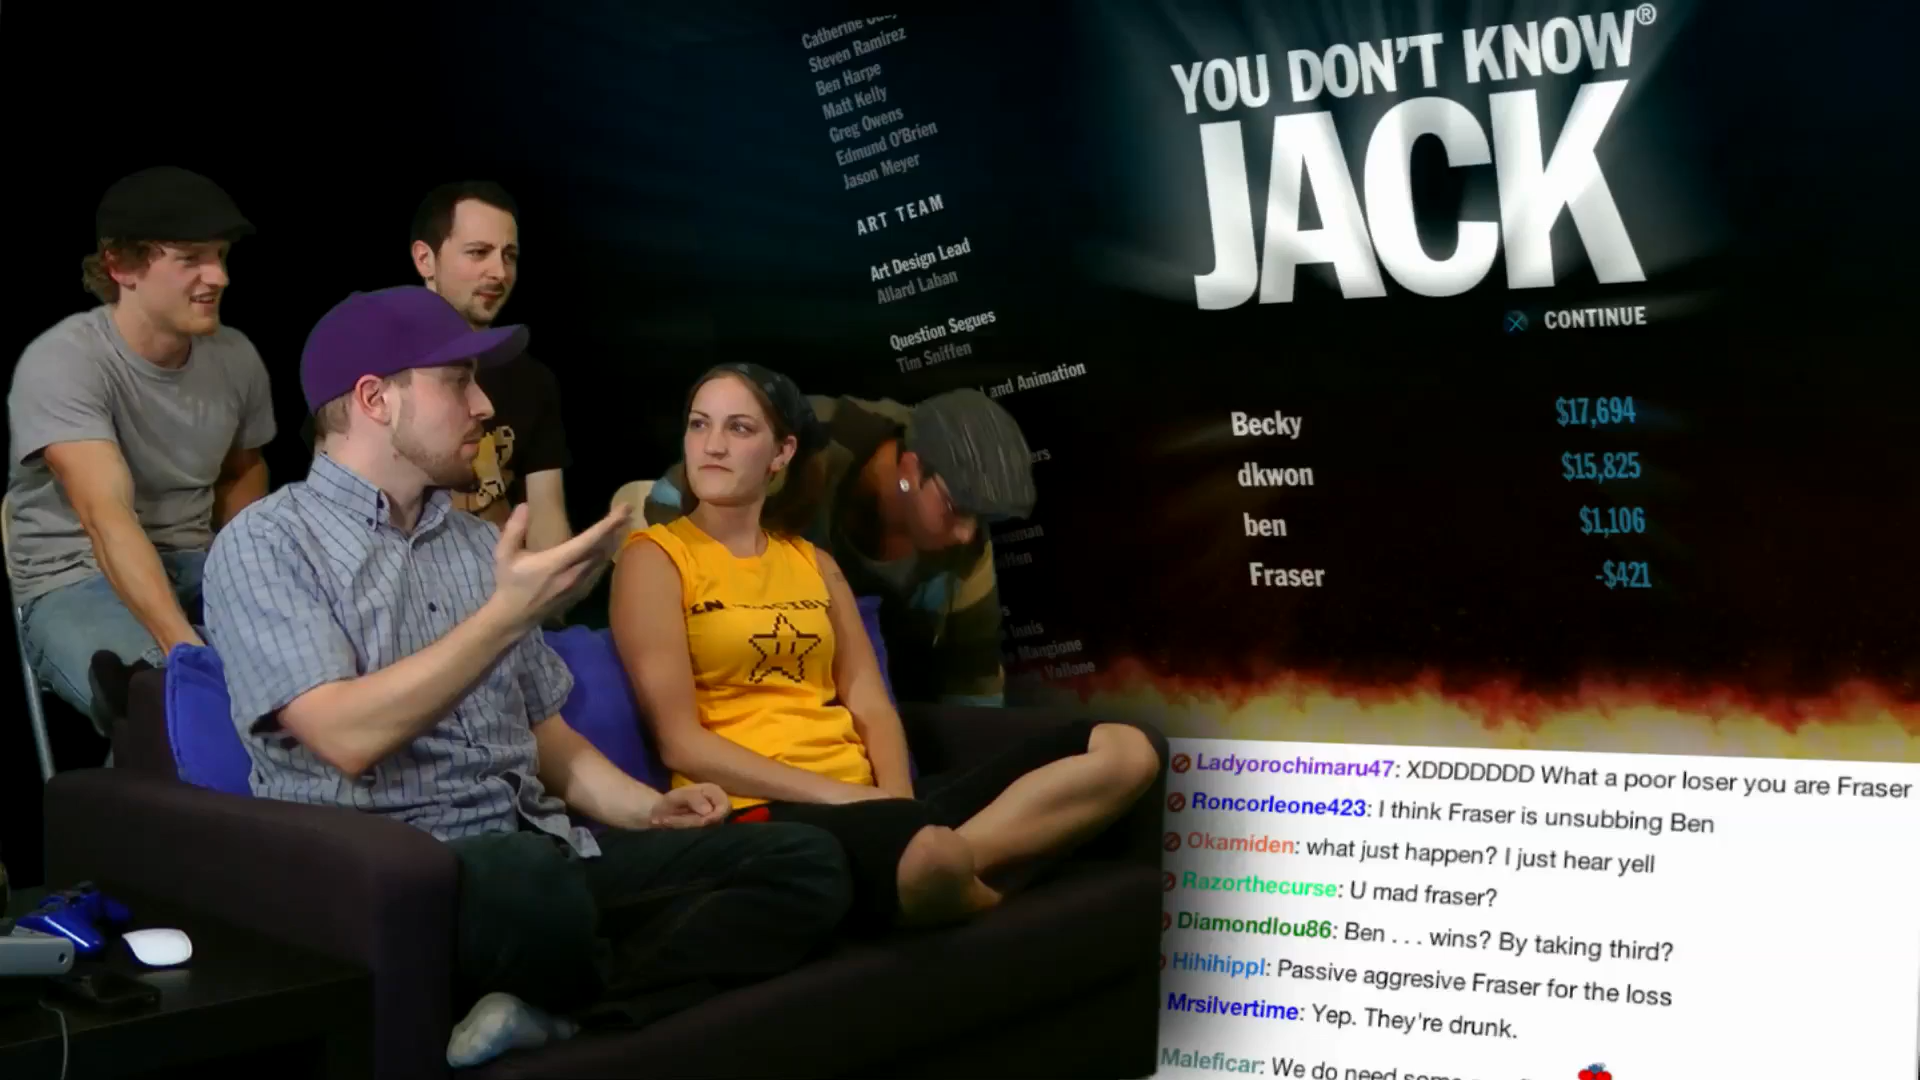 Catherine
Steven Ramirez
Ben Harpe
Matt Kelly
Greg Owens
Edmund O'Brien
Jason Meyer
ART TEAM
Art Design Lead
Allard Laban
Question Segues
Tim Sniffen
and Animation
Innis
Mangione
Vallone
YOU DON'T KNOW®
JACK
CONTINUE
Becky $17,694
dkwon $15,825
ben $1,106
Fraser -$421
Ladyorochimaru47: XDDDDDDD What a poor loser you are Fraser
Roncorleone423: I think Fraser is unsubbing Ben
Okamiden: what just happen? I just hear yell
Razorthecurse: U mad fraser?
Diamondlou86: Ben . . . wins? By taking third?
Hihihippl: Passive aggresive Fraser for the loss
Mrsilvertime: Yep. They're drunk.
Maleficar: We do need